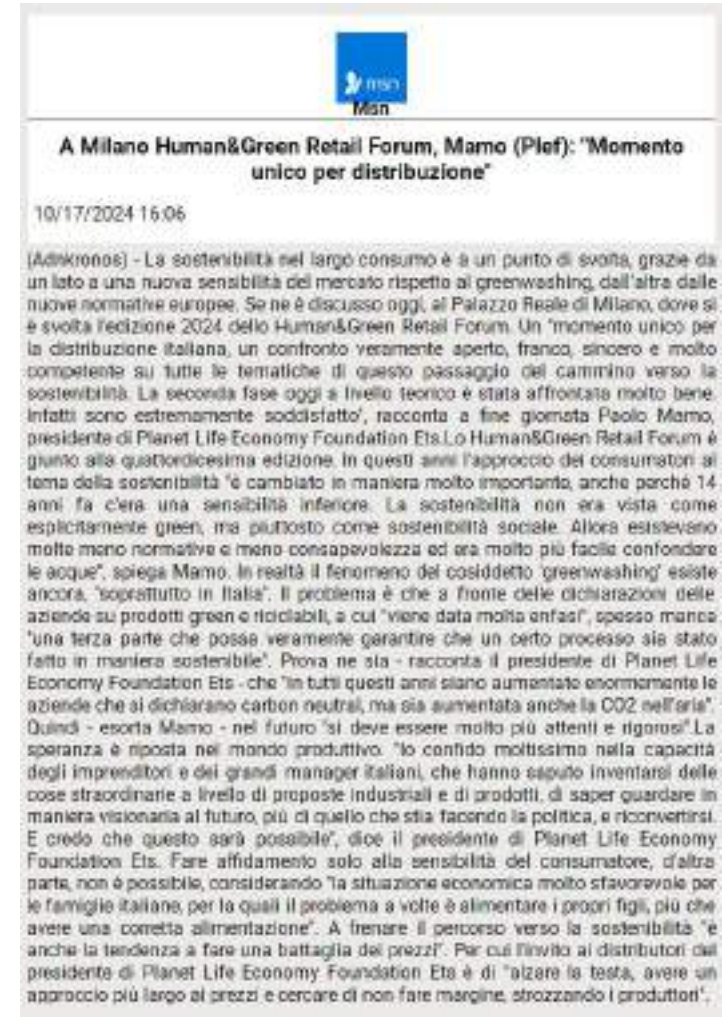 msn
Msn
A Milano Human&Green Retail Forum, Mamo (Plef): "Momento
unico per distribuzione"
10/17/2024 16:06
(Adnkronos) - La sostenibilità nel largo consumo è a un punto di svolta, grazie da
un lato a una nuova sensibilità del mercato rispetto al greenwashing, dall'altra dalle
nuove normative europee. Se ne è discusso oggi, al Palazzo Reale di Milano, dove si
è svolta l'edizione 2024 dello Human&Green Retail Forum. Un "momento unico per
la distribuzione italiana, un confronto veramente aperto, franco, sincero e molto
competente su tutte le tematiche di questo passaggio del cammino verso la
sostenibilità. La seconda fase oggi a livello teorico è stata affrontata molto bene.
Infatti sono estremamente soddisfatto", racconta a fine giornata Paolo Mamo,
presidente di Planet Life Economy Foundation Ets.Lo Human&Green Retail Forum è
giunto alla quattordicesima edizione. In questi anni l'approccio dei consumatori al
tema della sostenibilità "è cambiato in maniera molto importante, anche perché 14
anni fa c'era una sensibilità inferiore. La sostenibilità non era vista come
esplicitamente green, ma piuttosto come sostenibilità sociale. Allora esistevano
molte meno normative e meno consapevolezza ed era molto più facile confondere
le acque", spiega Mamo. In realtà il fenomeno del cosiddetto 'greenwashing' esiste
ancora, "soprattutto in Italia". Il problema è che a fronte delle dichiarazioni delle
aziende su prodotti green e riciclabili, a cui "viene data molta enfasi", spesso manca
"una terza parte che possa veramente garantire che un certo processo sia stato
fatto in maniera sostenibile". Prova ne sia - racconta il presidente di Planet Life
Economy Foundation Ets - che "in tutti questi anni siano aumentate enormemente le
aziende che si dichiarano carbon neutral, ma sia aumentata anche la CO2 nell'aria".
Quindi - esorta Mamo - nel futuro "si deve essere molto più attenti e rigorosi".La
speranza è riposta nel mondo produttivo. "Io confido moltissimo nella capacità
degli imprenditori e dei grandi manager italiani, che hanno saputo inventarsi delle
cose straordinarie a livello di proposte industriali e di prodotti, di saper guardare in
maniera visionaria al futuro, più di quello che stia facendo la politica, e riconvertirsi.
E credo che questo sarà possibile", dice il presidente di Planet Life Economy
Foundation Ets. Fare affidamento solo alla sensibilità del consumatore, d'altra
parte, non è possibile, considerando "la situazione economica molto sfavorevole per
le famiglie italiane, per la quali il problema a volte è alimentare i propri figli, più che
avere una corretta alimentazione". A frenare il percorso verso la sostenibilità "è
anche la tendenza a fare una battaglia dei prezzi". Per cui l'invito ai distributori del
presidente di Planet Life Economy Foundation Ets è di "alzare la testa, avere un
approccio più largo ai prezzi e cercare di non fare margine, strozzando i produttori".